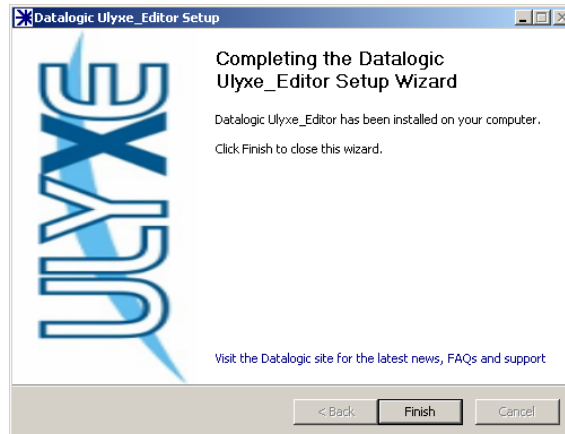 Datalogic Ulyxe_Editor Setup
ULYXE
Completing the Datalogic
Ulyxe_Editor Setup Wizard
Datalogic Ulyxe_Editor has been installed on your computer.
Click Finish to close this wizard.
Visit the Datalogic site for the latest news, FAQs and support
< Back Finish Cancel